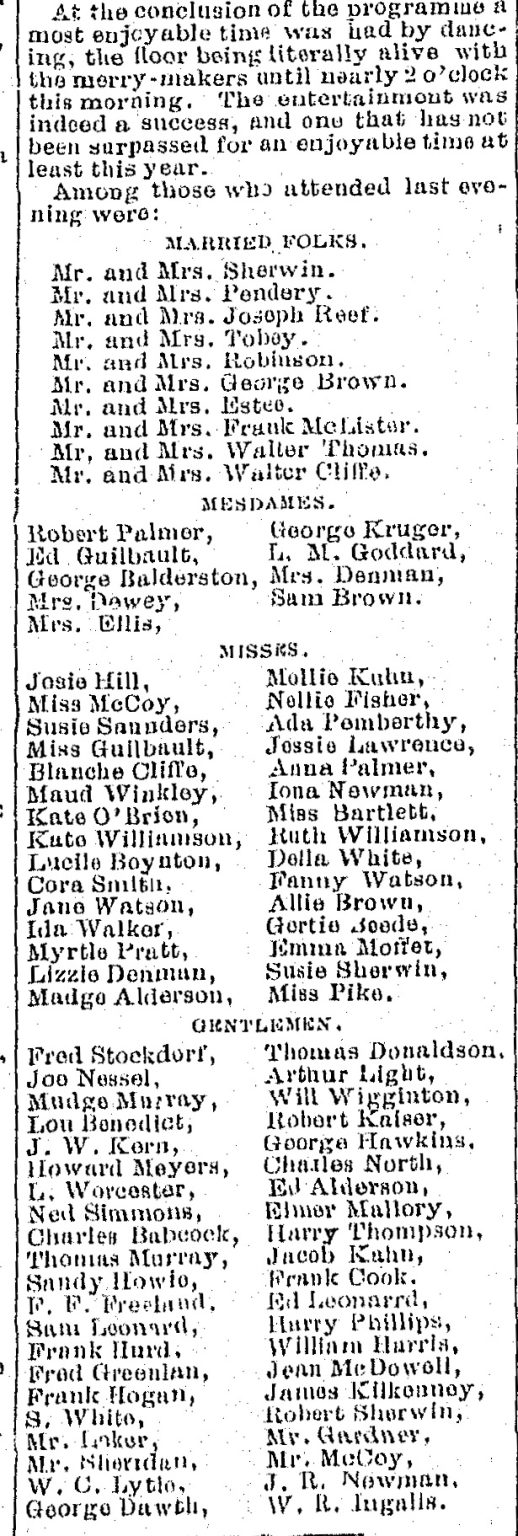 At the conclusion of the programme a
most enjoyable time was had by danc-
ing, the floor being literally alive with
the merry-makers until nearly 2 o'clock
this morning. The entertainment was
indeed a success, and one that has not
been surpassed for an enjoyable time at
least this year.
Among those who attended last eve-
ning were:
MARRIED FOLKS.
Mr. and Mrs. Sherwin.
Mr. and Mrs. Pendery.
Mr. and Mrs. Joseph Reef.
Mr. and Mrs. Tobey.
Mr. and Mrs. Robinson.
Mr. and Mrs. George Brown.
Mr. and Mrs. Estee.
Mr. and Mrs. Frank McLister.
Mr. and Mrs. Walter Thomas.
Mr. and Mrs. Walter Cliffe.
MESDAMES.
Robert Palmer, George Kruger,
Ed Guilbault, L. M. Goddard,
George Balderston, Mrs. Denman,
Mrs. Dewey, Sam Brown.
Mrs. Ellis,
MISSES.
Josie Hill, Mollie Kuhn,
Miss McCoy, Nellie Fisher,
Susie Saunders, Ada Pemberthy,
Miss Guilbault, Jessie Lawrence,
Blanche Cliffe, Anna Palmer,
Maud Winkley, Iona Newman,
Kate O'Brien, Miss Bartlett,
Kate Williamson, Ruth Williamson,
Lucile Boynton, Della White,
Cora Smith, Fanny Watson,
Jane Watson, Allie Brown,
Ida Walker, Gertie Beede,
Myrtle Pratt, Emma Moffet,
Lizzie Denman, Susie Sherwin,
Madge Alderson, Miss Pike.
GENTLEMEN.
Fred Stockdorf, Thomas Donaldson,
Joe Nessel, Arthur Light,
Mudge Murray, Will Wigginton,
Lou Benedict, Robert Kaiser,
J. W. Kern, George Hawkins,
Howard Meyers, Charles North,
L. Worcester, Ed Alderson,
Ned Simmons, Elmer Mallory,
Charles Babcock, Harry Thompson,
Thomas Murray, Jacob Kahn,
Sandy Howie, Frank Cook.
F. F. Freeland, Ed Leonarrd,
Sam Leonard, Harry Phillips,
Frank Hurd, William Harris,
Fred Greenlan, Jean McDowell,
Frank Hogan, James Kilkenney,
S. White, Robert Sherwin,
Mr. Laker, Mr. Gardner,
Mr. Sheridan, Mr. McCoy,
W. C. Lytle, J. R. Newman,
George Dawth, W. R. Ingalls.